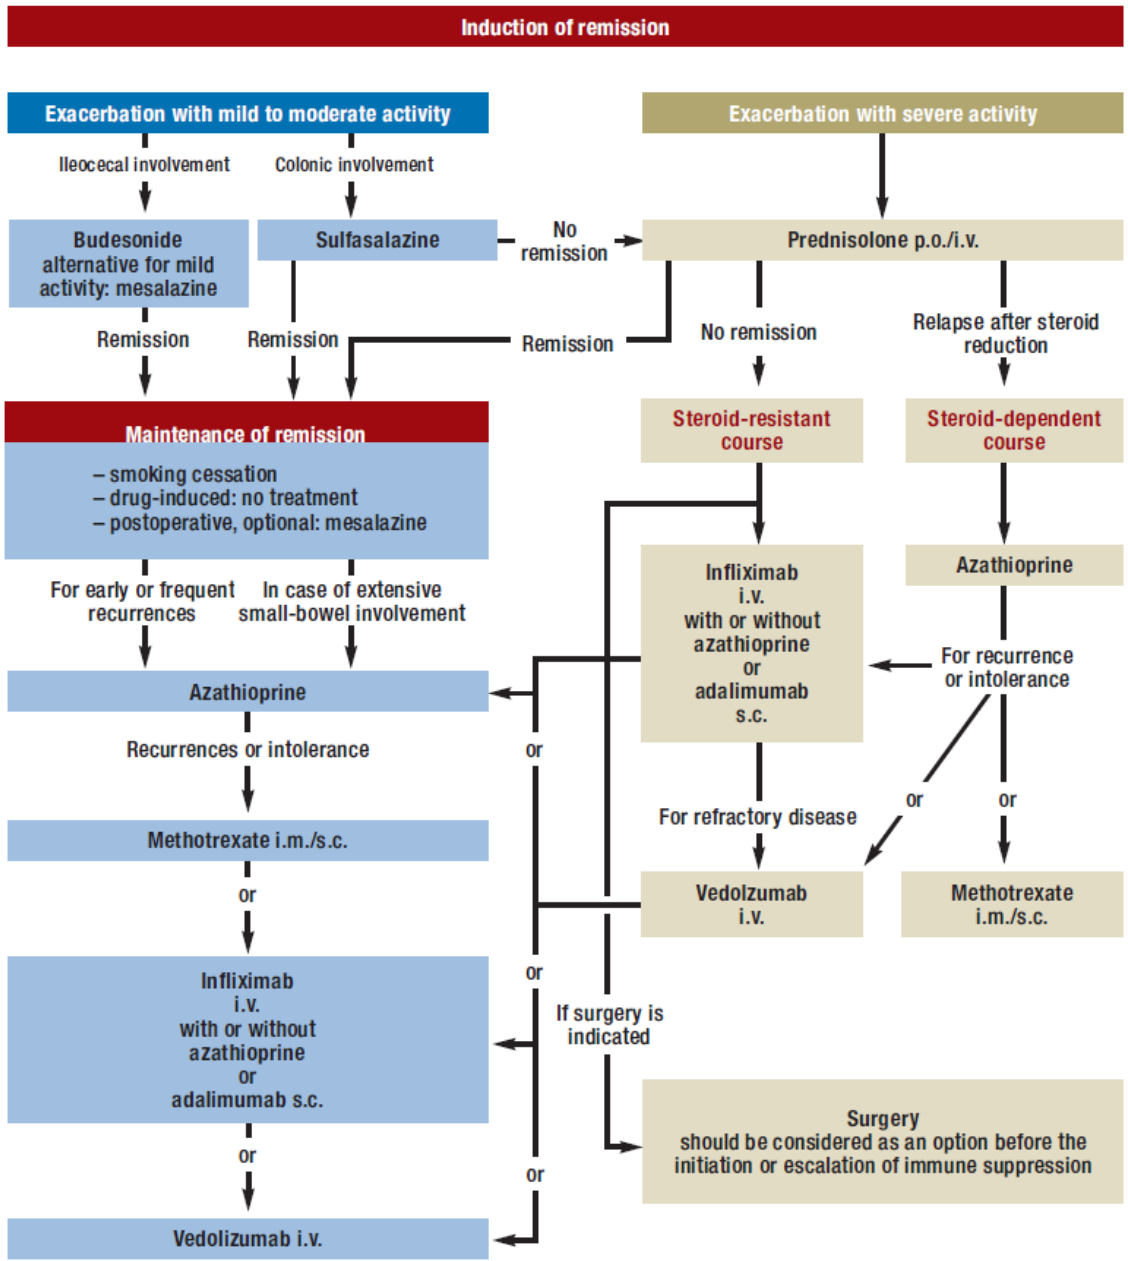 Induction of remission
Exacerbation with mild to moderate activity
Exacerbation with severe activity
Ileocecal involvement
Colonic involvement
Budesonide
alternative for mild
activity: mesalazine
Sulfasalazine
No
remission
Prednisolone p.o./i.v.
Remission
Remission
Remission
No remission
Relapse after steroid
reduction
Maintenance of remission
– smoking cessation
– drug-induced: no treatment
– postoperative, optional: mesalazine
Steroid-resistant
course
Steroid-dependent
course
For early or frequent
recurrences
In case of extensive
small-bowel involvement
Infliximab
i.v.
with or without
azathioprine
or
adalimumab
s.c.
Azathioprine
For recurrence
or intolerance
Azathioprine
Recurrences or intolerance
or
For refractory disease
or
or
Methotrexate i.m./s.c.
or
Vedolzumab
i.v.
Methotrexate
i.m./s.c.
Infliximab
i.v.
with or without
azathioprine
or
adalimumab s.c.
or
If surgery is
indicated
Surgery
should be considered as an option before the
initiation or escalation of immune suppression
or
or
Vedolizumab i.v.